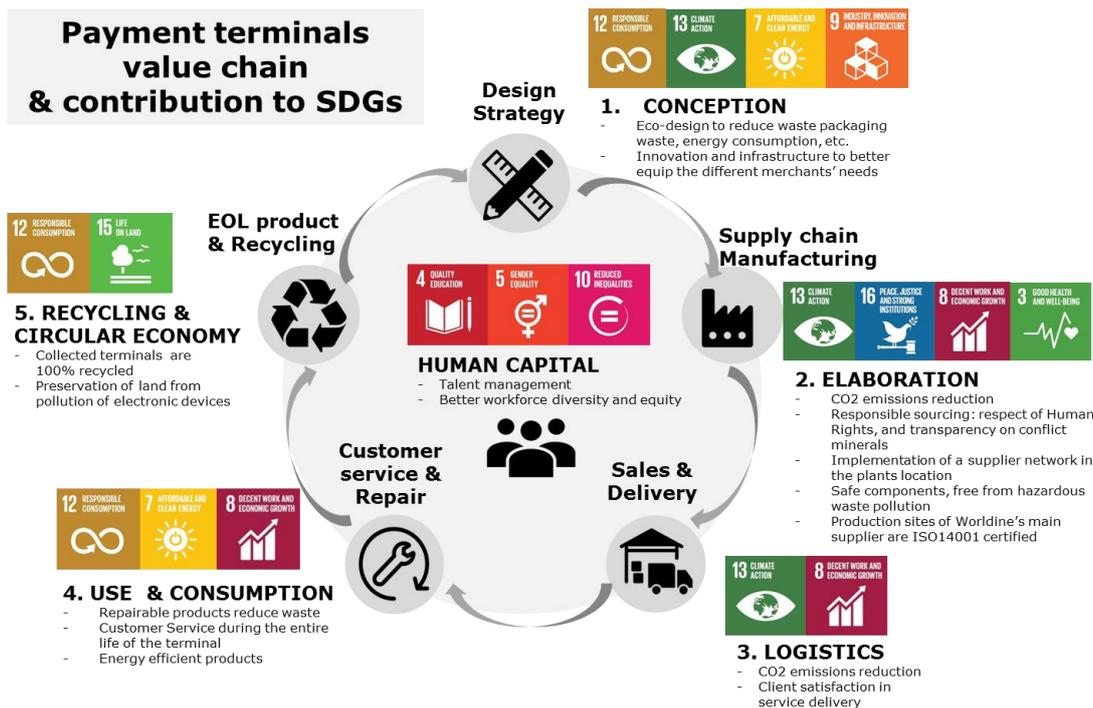 Payment terminals
value chain
& contribution to SDGs
Design
Strategy
12 RESPONSIBLE
CONSUMPTION
13 CLIMATE
ACTION
7 AFFORDABLE AND
CLEAN ENERGY
9 INDUSTRY, INNOVATION
AND INFRASTRUCTURE
1. CONCEPTION
- Eco-design to reduce waste packaging
waste, energy consumption, etc.
- Innovation and infrastructure to better
equip the different merchants' needs
Supply chain
Manufacturing
13 CLIMATE
ACTION
16 PEACE, JUSTICE
AND STRONG
INSTITUTIONS
8 DECENT WORK AND
ECONOMIC GROWTH
3 GOOD HEALTH
AND WELL-BEING
2. ELABORATION
- CO2 emissions reduction
- Responsible sourcing: respect of Human
Rights, and transparency on conflict
minerals
- Implementation of a supplier network in
the plants location
- Safe components, free from hazardous
waste pollution
- Production sites of Worldine's main
supplier are ISO14001 certified
Sales &
Delivery
13 CLIMATE
ACTION
8 DECENT WORK AND
ECONOMIC GROWTH
3. LOGISTICS
- CO2 emissions reduction
- Client satisfaction in
service delivery
Customer
service &
Repair
12 RESPONSIBLE
CONSUMPTION
7 AFFORDABLE AND
CLEAN ENERGY
8 DECENT WORK AND
ECONOMIC GROWTH
4. USE & CONSUMPTION
- Repairable products reduce waste
- Customer Service during the entire
life of the terminal
- Energy efficient products
EOL product
& Recycling
12 RESPONSIBLE
CONSUMPTION
15 LIFE
ON LAND
5. RECYCLING &
CIRCULAR ECONOMY
- Collected terminals are
100% recycled
- Preservation of land from
pollution of electronic devices
4 QUALITY
EDUCATION
5 GENDER
EQUALITY
10 REDUCED
INEQUALITIES
HUMAN CAPITAL
- Talent management
- Better workforce diversity and equity